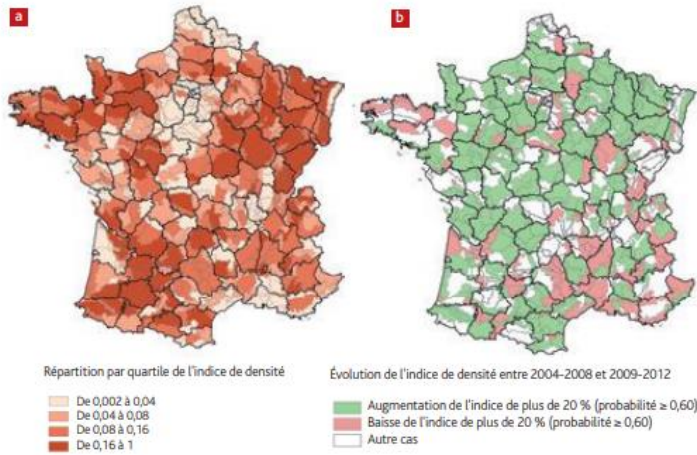 a
b
Répartition par quartile de l'indice de densité
De 0,002 à 0,04
De 0,04 à 0,08
De 0,08 à 0,16
De 0,16 à 1
Évolution de l'indice de densité entre 2004-2008 et 2009-2012
Augmentation de l'indice de plus de 20 % (probabilité ≥ 0,60)
Baisse de l'indice de plus de 20 % (probabilité ≥ 0,60)
Autre cas